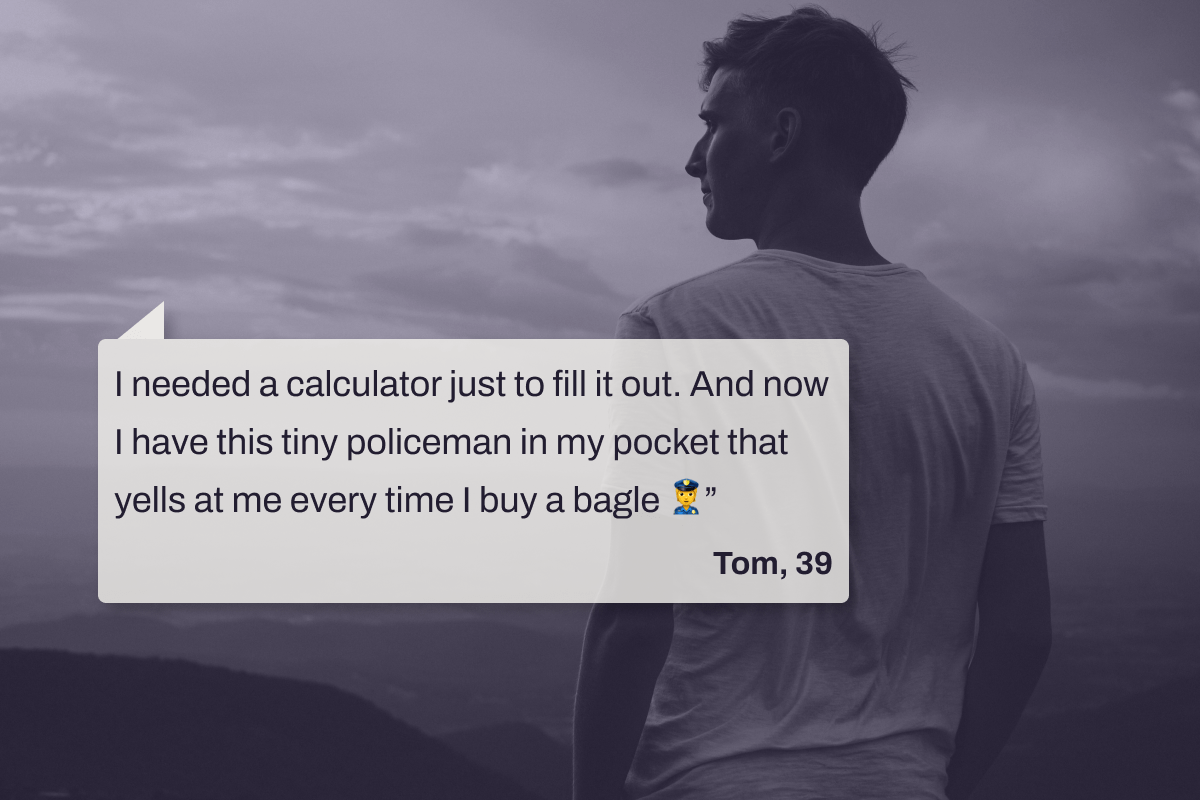 I needed a calculator just to fill it out. And now
I have this tiny policeman in my pocket that
yells at me every time I buy a bagle 👮”
Tom, 39